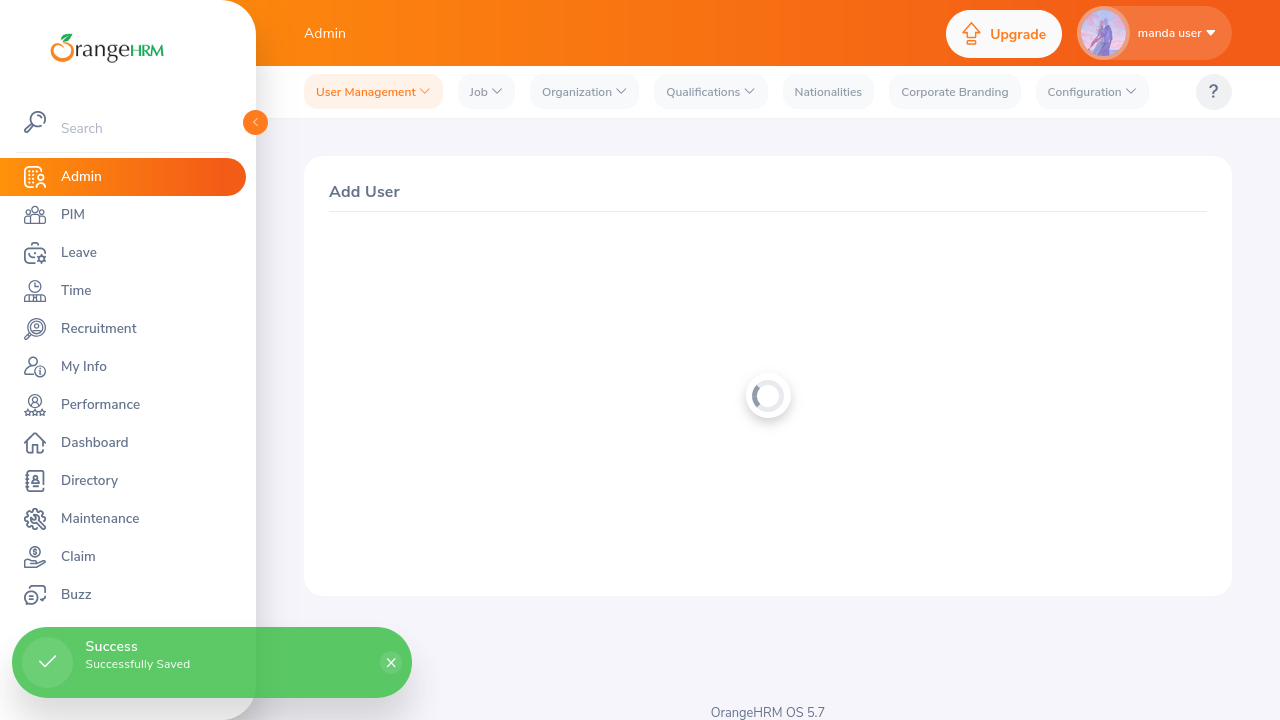 OrangeHRM
Admin
Upgrade
manda user
User Management
Job
Organization
Qualifications
Nationalities
Corporate Branding
Configuration
?
Search
Admin
PIM
Leave
Time
Recruitment
My Info
Performance
Dashboard
Directory
Maintenance
Claim
Buzz
Add User
Success
Successfully Saved
OrangeHRM OS 5.7